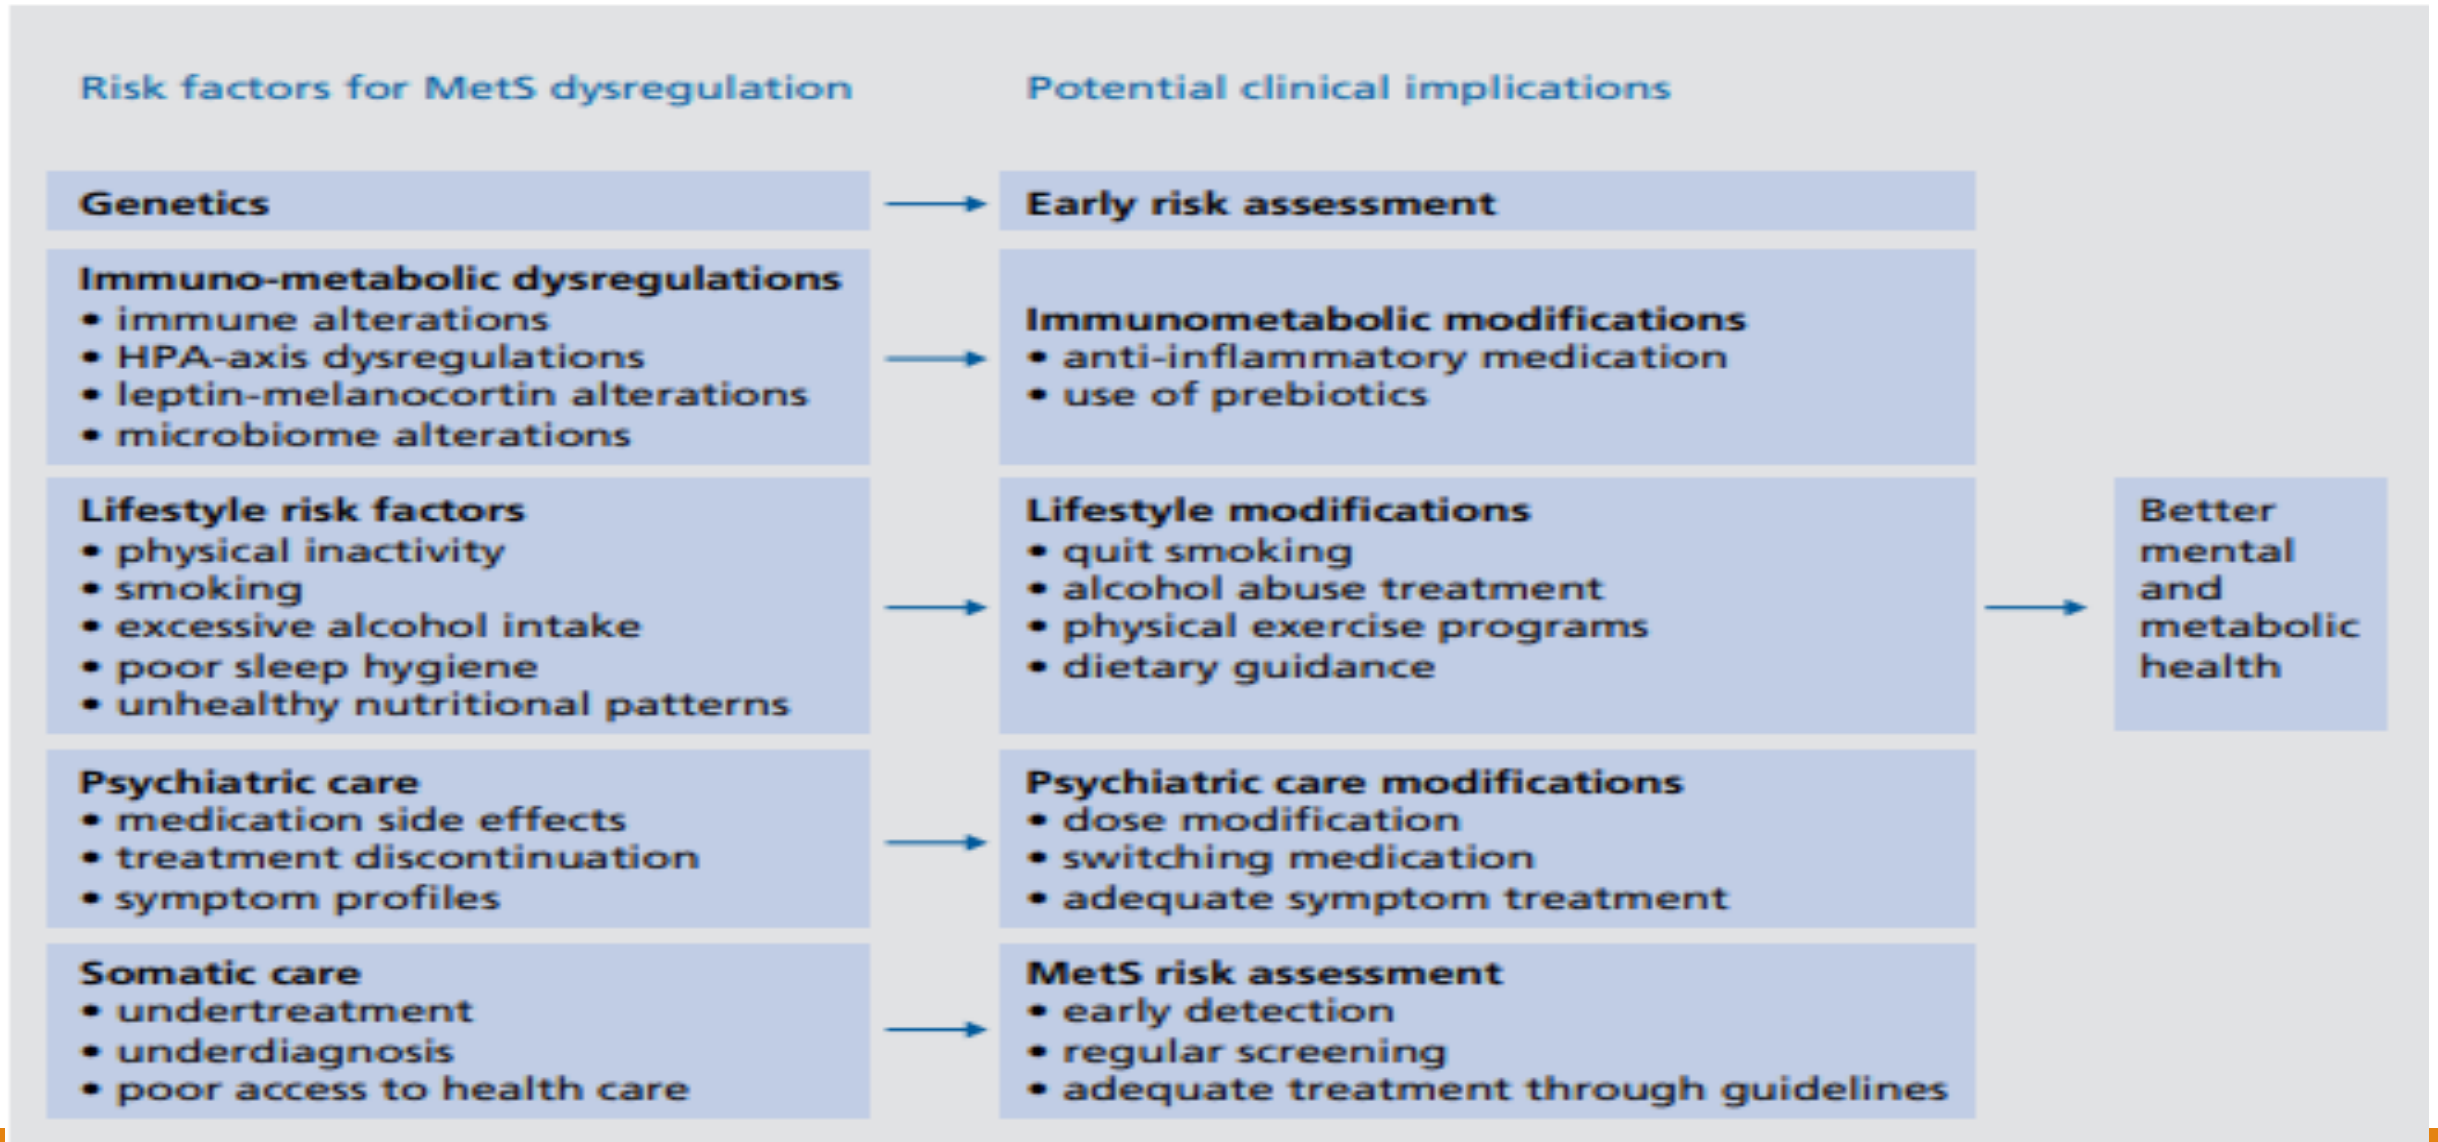 Risk factors for MetS dysregulation
Potential clinical implications
Genetics
Early risk assessment
Immuno-metabolic dysregulations
• immune alterations
• HPA-axis dysregulations
• leptin-melanocortin alterations
• microbiome alterations
Immunometabolic modifications
• anti-inflammatory medication
• use of prebiotics
Lifestyle risk factors
• physical inactivity
• smoking
• excessive alcohol intake
• poor sleep hygiene
• unhealthy nutritional patterns
Lifestyle modifications
• quit smoking
• alcohol abuse treatment
• physical exercise programs
• dietary guidance
Better
mental
and
metabolic
health
Psychiatric care
• medication side effects
• treatment discontinuation
• symptom profiles
Psychiatric care modifications
• dose modification
• switching medication
• adequate symptom treatment
Somatic care
• undertreatment
• underdiagnosis
• poor access to health care
MetS risk assessment
• early detection
• regular screening
• adequate treatment through guidelines